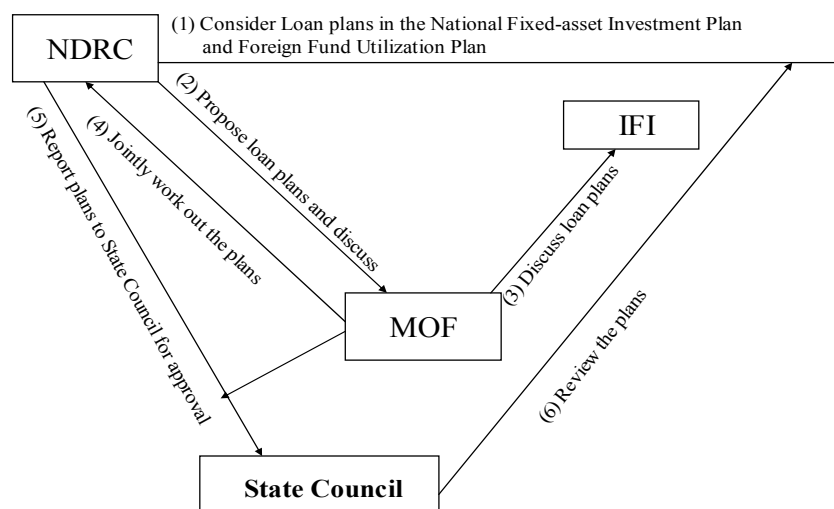 (1) Consider Loan plans in the National Fixed-asset Investment Plan
and Foreign Fund Utilization Plan
NDRC
(2) Propose loan plans and discuss
(4) Jointly work out the plans
(5) Report plans to State Council for approval
IFI
(3) Discuss loan plans
MOF
(6) Review the plans
State Council